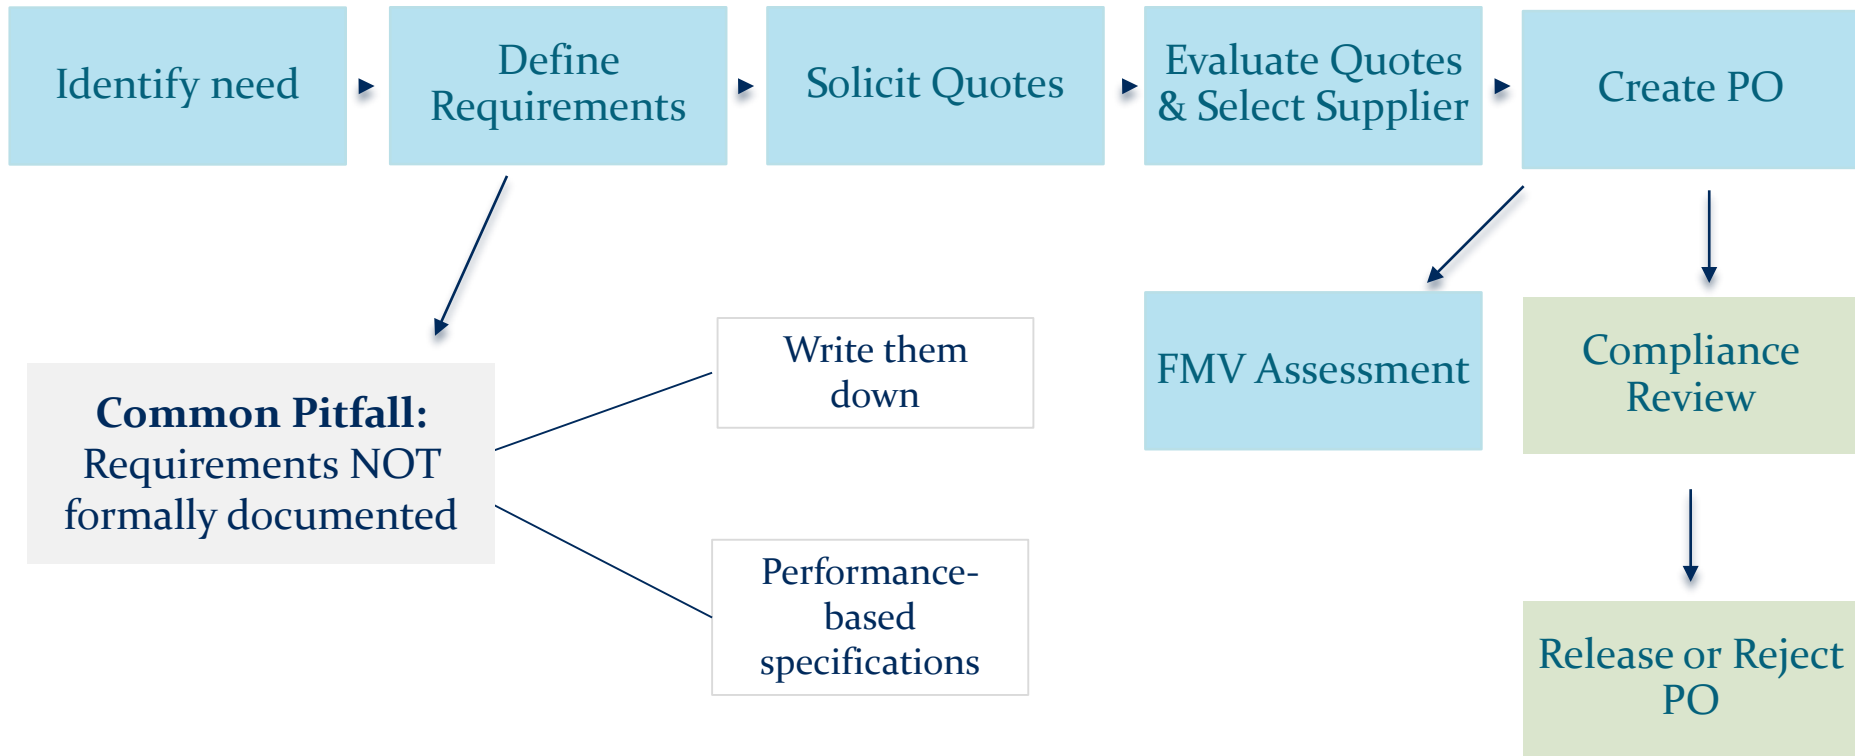 Identify need
Define
Requirements
Solicit Quotes
Evaluate Quotes
& Select Supplier
Create PO
Common Pitfall:
Requirements NOT
formally documented
Write them
down
Performance-
based
specifications
FMV Assessment
Compliance
Review
Release or Reject
PO